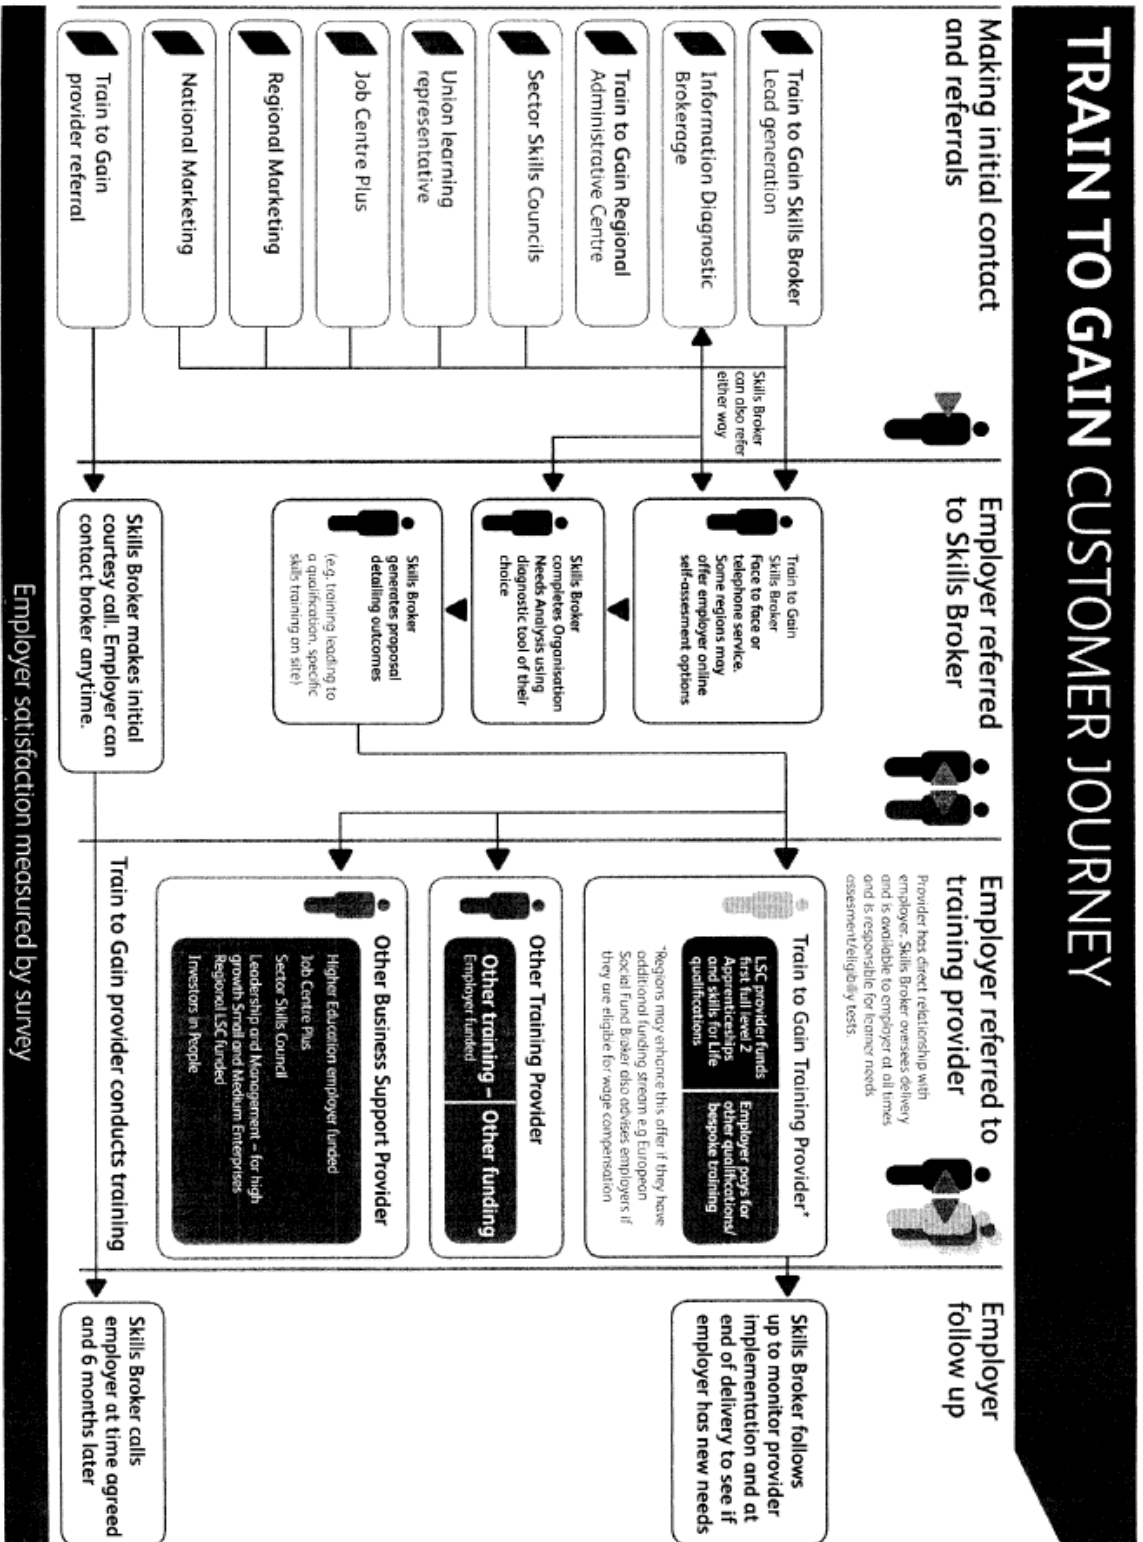 TRAIN TO GAIN CUSTOMER JOURNEY
Making initial contact
and referrals
Train to Gain Skills Broker
Lead generation
Information Diagnostic
Brokerage
Train to Gain Regional
Administrative Centre
Sector Skills Councils
Union learning
representative
Job Centre Plus
Regional Marketing
National Marketing
Train to Gain
provider referral
Skills Broker
can also refer
either way
Employer referred
to Skills Broker
Train to Gain
Skills Broker
Face to face or
telephone service.
Some regions may
offer employer online
self-assesment options
Skills Broker
completes Organisation
Needs Analysis using
diagnostic tool of their
choice
Skills Broker
generates proposal
detailing outcomes
(e.g. training leading to
a qualification, specific
skills training on site)
Skills Broker makes initial
courtesy call. Employer can
contact broker anytime.
Employer referred to
training provider
Provider has direct relationship with
employer. Skills Broker oversees delivery
and is available to employer at all times
and is responsible for learner needs
assesment/eligibility tests.
Train to Gain Training Provider*
LSC provider funds
first full level 2
Apprenticeships
and skills for Life
qualifications
Employer pays for
other qualifications/
bespoke training
*Regions may enhance this offer if they have
additional funding stream e.g European
Social Fund Broker also advises employers if
they are eligible for wage compensation
Other Training Provider
Other training –
Employer funded
Other funding
Other Business Support Provider
Higher Education employer funded
Job Centre Plus
Sector Skills Council
Leadership and Management – for high
growth Small and Medium Enterprises
Regional LSC funded
Investors in People
Train to Gain provider conducts training
Employer
follow up
Skills Broker follows
up to monitor provider
implementation and at
end of delivery to see if
employer has new needs
Skills Broker calls
employer at time agreed
and 6 months later
Employer satisfaction measured by survey